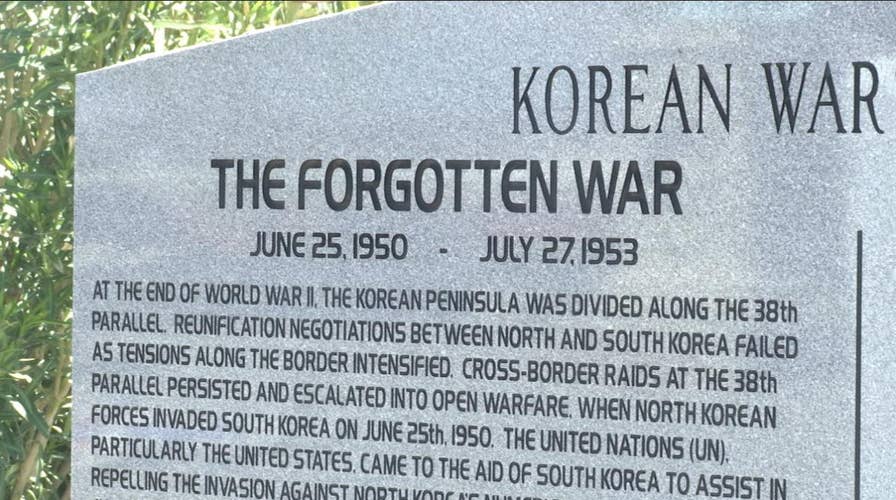 KOREAN WAR
THE FORGOTTEN WAR
JUNE 25, 1950 - JULY 27, 1953
AT THE END OF WORLD WAR II, THE KOREAN PENINSULA WAS DIVIDED ALONG THE 38th
PARALLEL. REUNIFICATION NEGOTIATIONS BETWEEN NORTH AND SOUTH KOREA FAILED
AS TENSIONS ALONG THE BORDER INTENSIFIED. CROSS-BORDER RAIDS AT THE 38th
PARALLEL PERSISTED AND ESCALATED INTO OPEN WARFARE, WHEN NORTH KOREAN
FORCES INVADED SOUTH KOREA ON JUNE 25th, 1950. THE UNITED NATIONS (UN),
PARTICULARLY THE UNITED STATES, CAME TO THE AID OF SOUTH KOREA TO ASSIST IN
REPELLING THE INVASION AGAINST NORTH KOREA'S